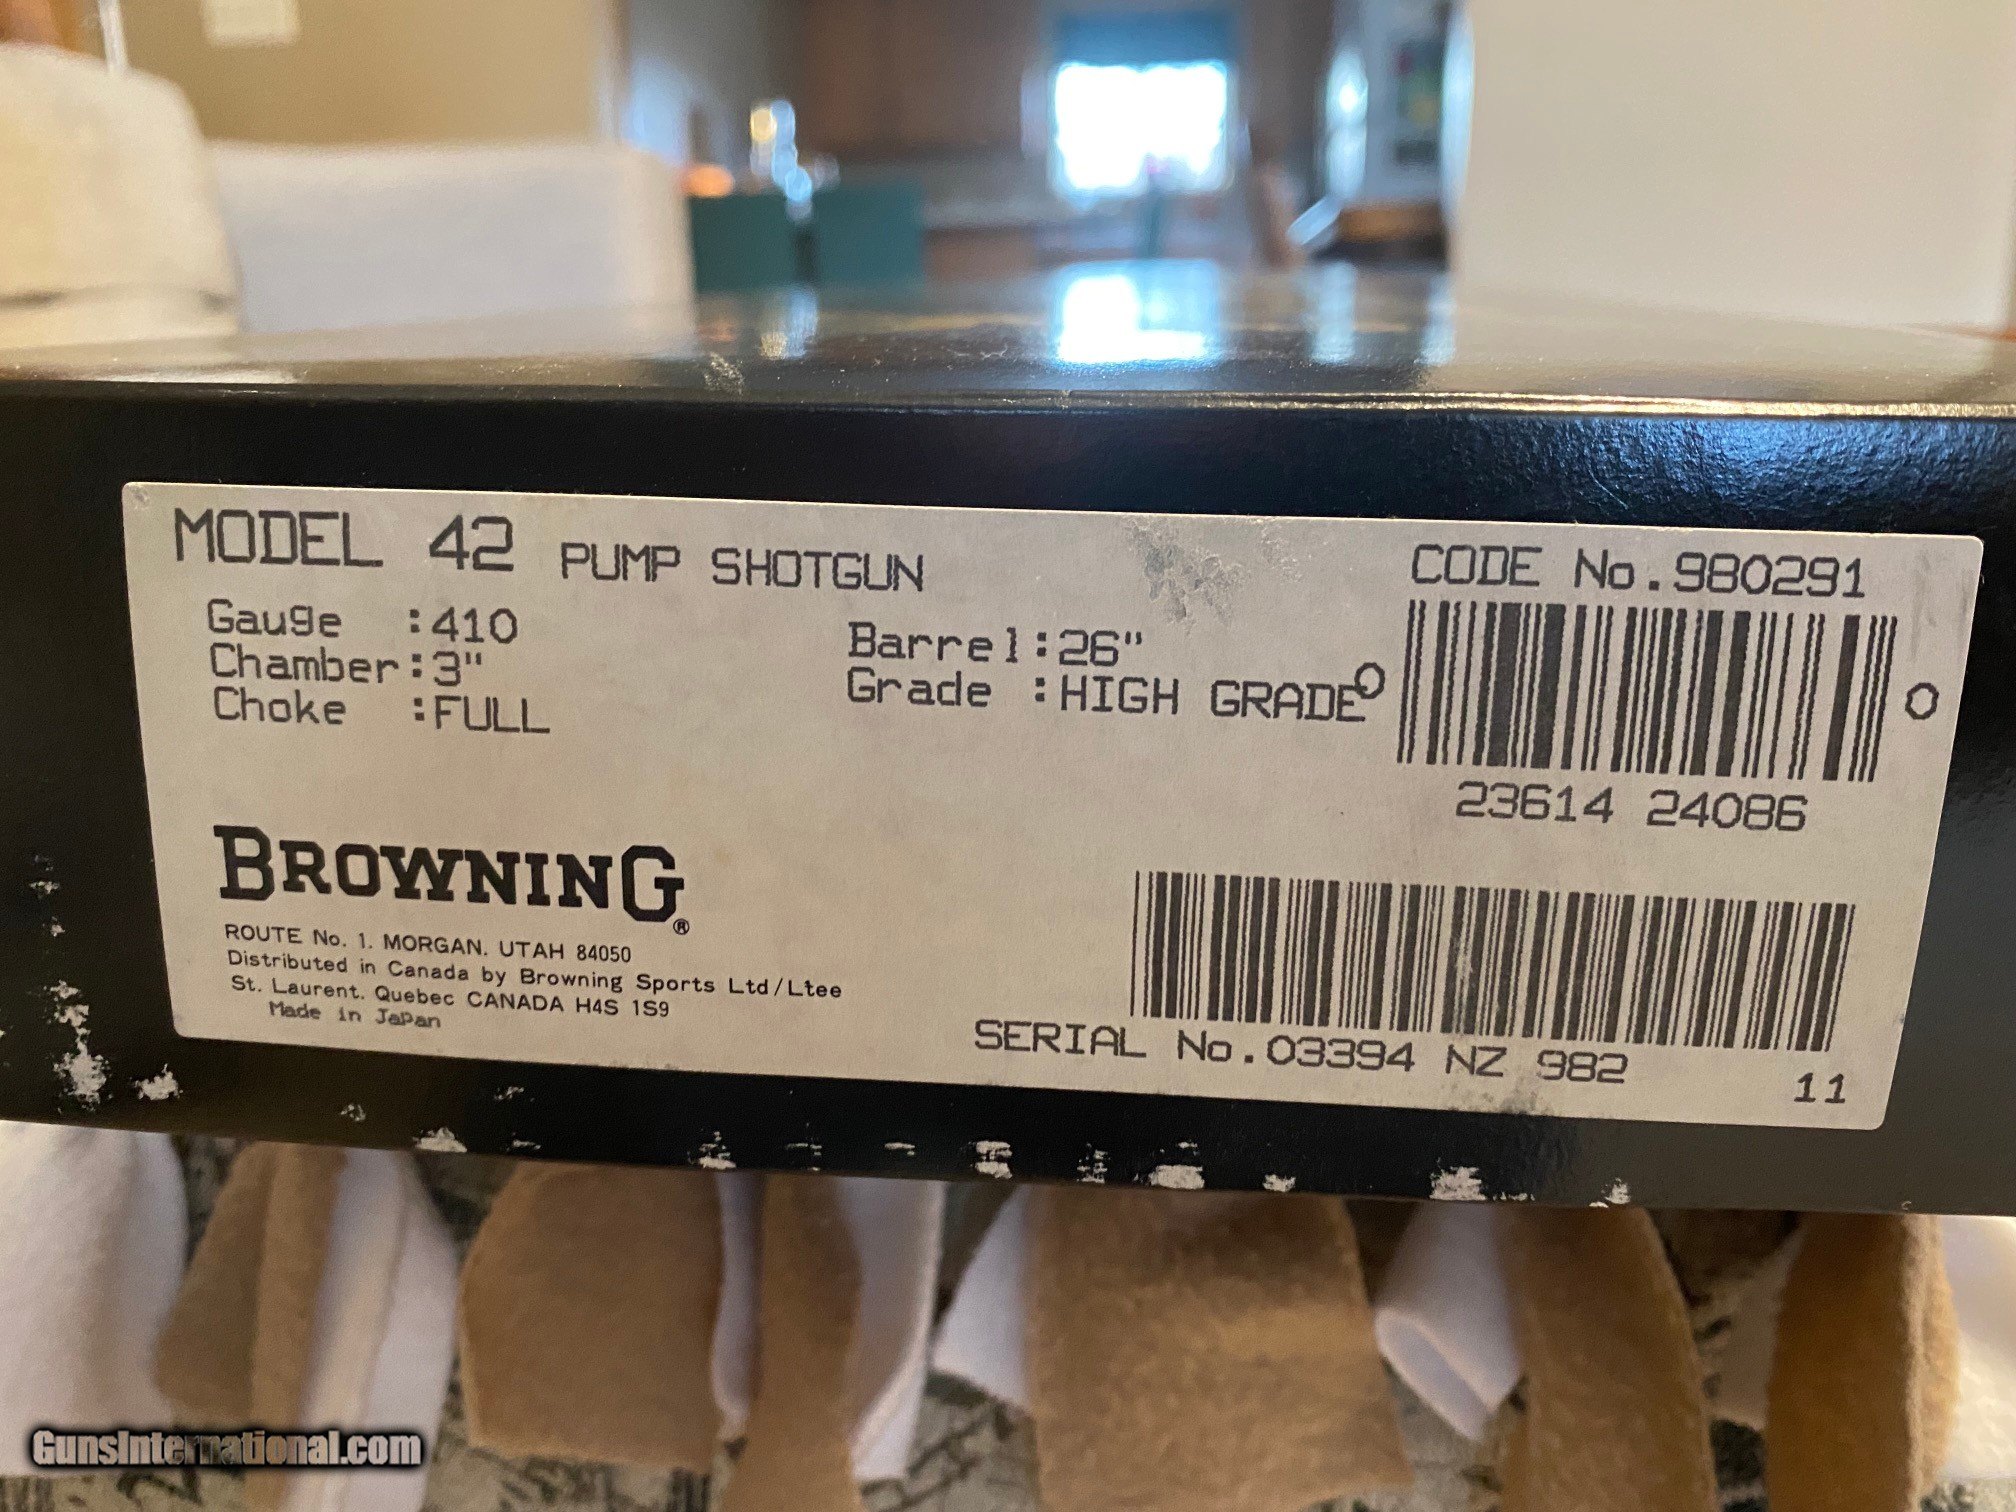 MODEL 42 PUMP SHOTGUN
Gauge :410
Chamber:3"
Choke :FULL
Barrel:26"
Grade :HIGH GRADE
CODE No.980291
0 0
23614 24086
BROWNING®
ROUTE No. 1. MORGAN. UTAH 84050
Distributed in Canada by Browning Sports Ltd/Ltee
St. Laurent. Quebec CANADA H4S 1S9
Made in Japan
SERIAL No.03394 NZ 982
11
GunsInternational.com